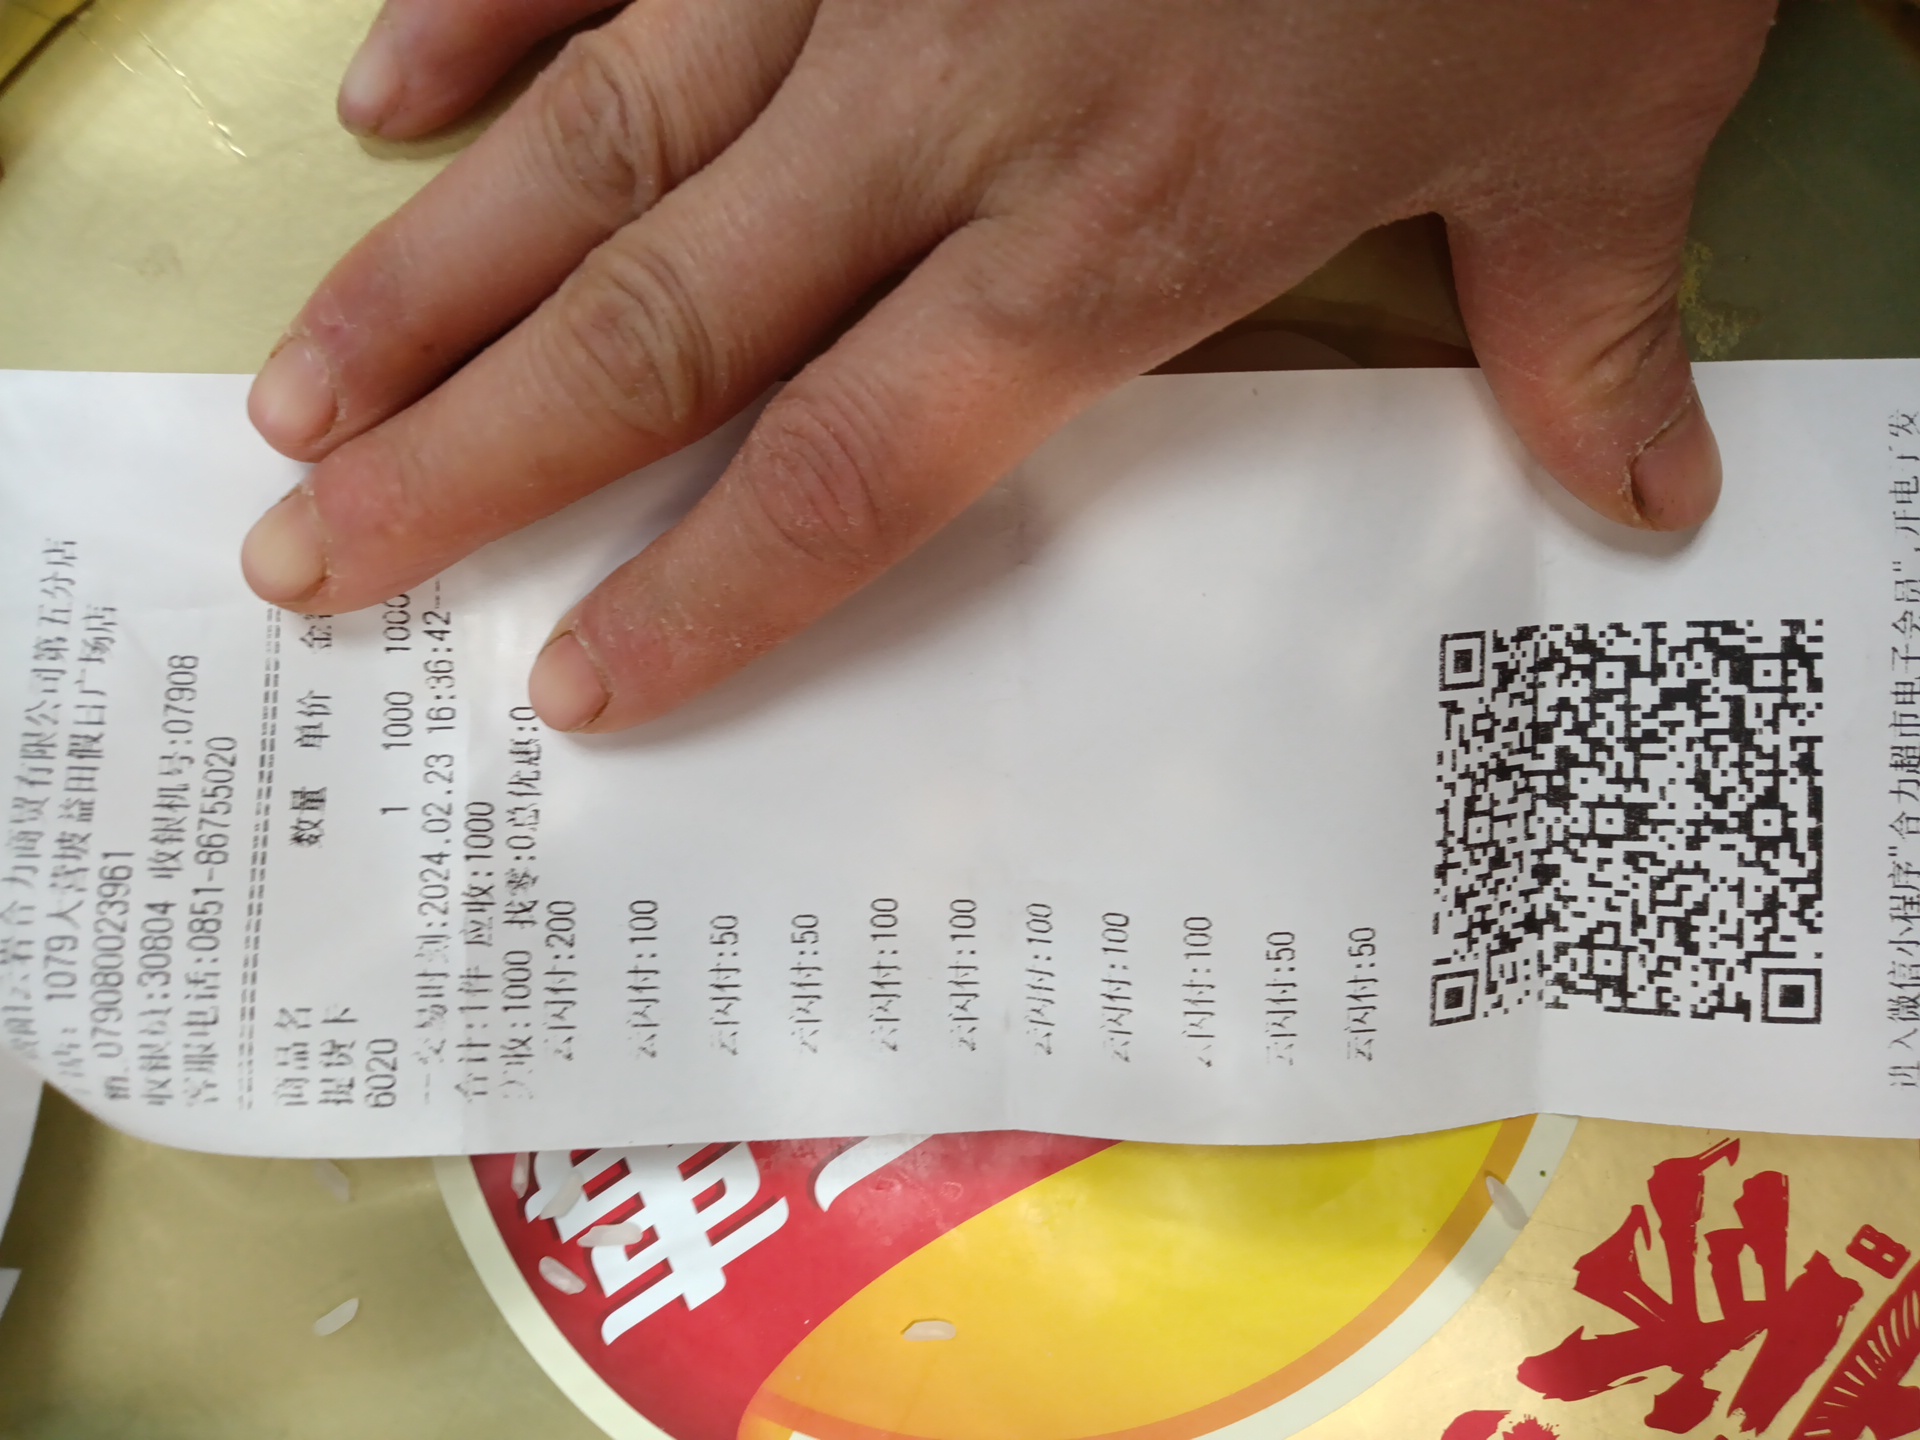 合力商贸有限公司第五分店
店: 1079大营坡益田假日广场店
079080023961
收银员:30804 收银机号:07908
客服电话:0851-86755020
商品名 数量 单价 金
提货卡
6020 1 1000 1000
交易时刻:2024.02.23 16:36:42
合计:1件 应收:1000
实收:1000 找零:0总优惠:0
云闪付:200
云闪付:100
云闪付:50
云闪付:50
云闪付:100
云闪付:100
云闪付:100
云闪付:100
云闪付:100
云闪付:50
云闪付:50
进入微信小程序"合力超市电子会员",开电子发